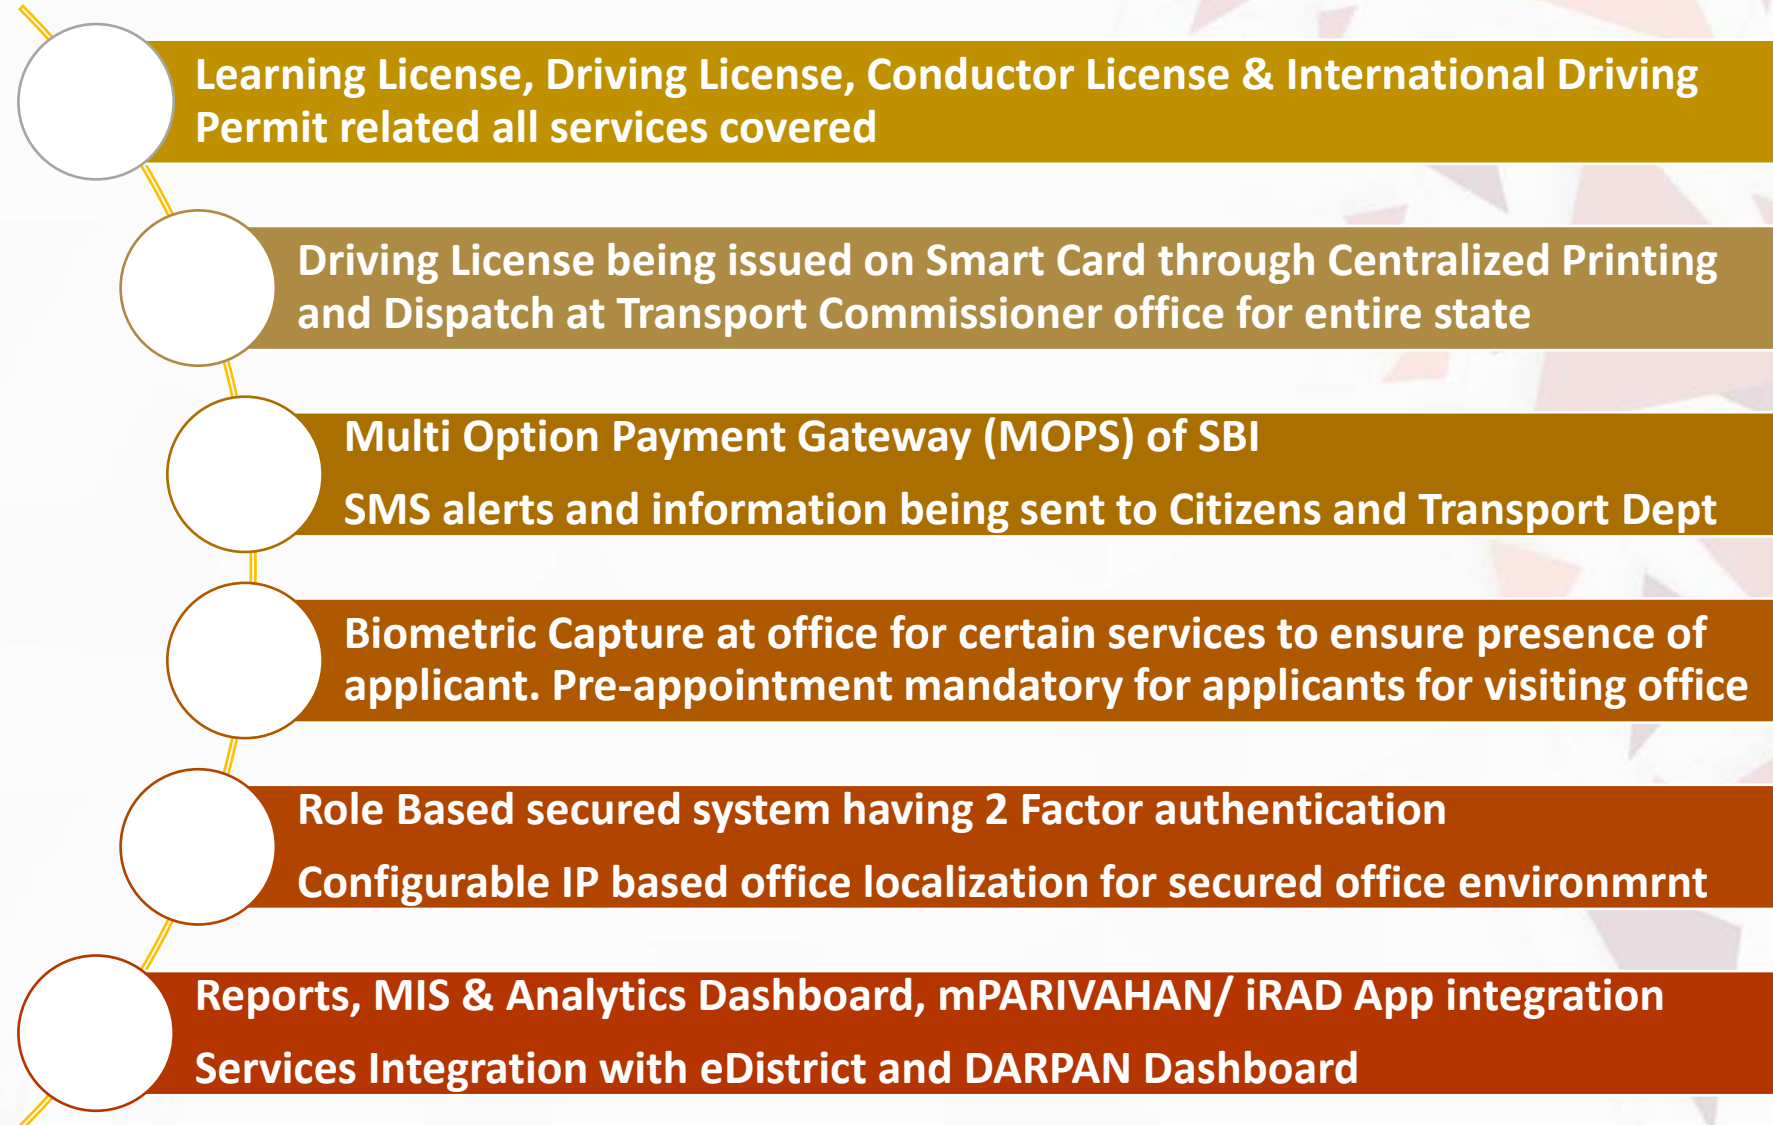 Learning License, Driving License, Conductor License & International Driving
Permit related all services covered
Driving License being issued on Smart Card through Centralized Printing
and Dispatch at Transport Commissioner office for entire state
Multi Option Payment Gateway (MOPS) of SBI
SMS alerts and information being sent to Citizens and Transport Dept
Biometric Capture at office for certain services to ensure presence of
applicant. Pre-appointment mandatory for applicants for visiting office
Role Based secured system having 2 Factor authentication
Configurable IP based office localization for secured office environmrnt
Reports, MIS & Analytics Dashboard, mPARIVAHAN/ iRAD App integration
Services Integration with eDistrict and DARPAN Dashboard